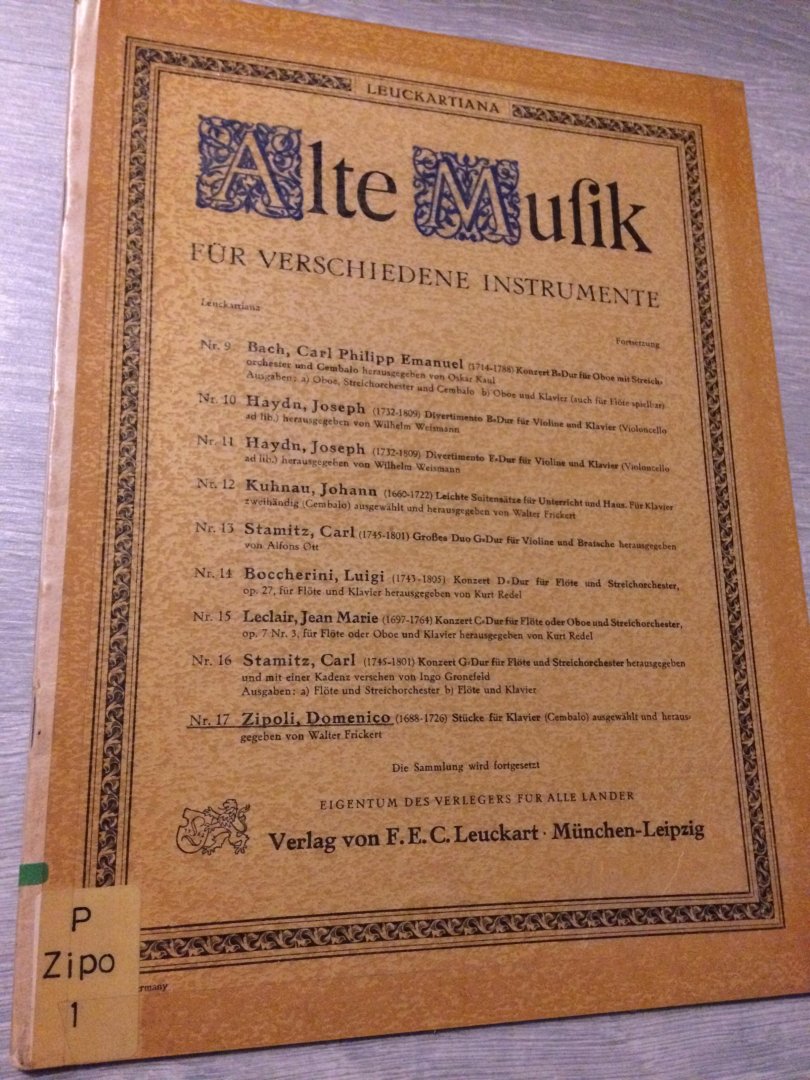 LEUCKARTIANA
Alte Muſik
FÜR VERSCHIEDENE INSTRUMENTE
Leuckartiana
Fortsetzung
Nr. 9 Bach, Carl Philipp Emanuel (1714-1788) Konzert B-Dur für Oboe mit Streich-
orchester und Cembalo herausgegeben von Oskar Kaul
Ausgaben: a) Oboe, Streichorchester und Cembalo b) Oboe und Klavier (auch für Flöte spielbar)
Nr. 10 Haydn, Joseph (1732-1809) Divertimento B-Dur für Violine und Klavier (Violoncello
ad lib.) herausgegeben von Wilhelm Weismann
Nr. 11 Haydn, Joseph (1732-1809) Divertimento F-Dur für Violine und Klavier (Violoncello
ad lib.) herausgegeben von Wilhelm Weismann
Nr. 12 Kuhnau, Johann (1660-1722) Leichte Suitensätze für Unterricht und Haus. Für Klavier
zweihändig (Cembalo) ausgewählt und herausgegeben von Walter Frickert
Nr. 13 Stamitz, Carl (1745-1801) Großes Duo G-Dur für Violine und Bratsche herausgegeben
von Alfons Ott
Nr. 14 Boccherini, Luigi (1743-1805) Konzert D-Dur für Flöte und Streichorchester,
op. 27, für Flöte und Klavier herausgegeben von Kurt Redel
Nr. 15 Leclair, Jean Marie (1697-1764) Konzert C-Dur für Flöte oder Oboe und Streichorchester,
op. 7 Nr. 3, für Flöte oder Oboe und Klavier herausgegeben von Kurt Redel
Nr. 16 Stamitz, Carl (1745-1801) Konzert G-Dur für Flöte und Streichorchester herausgegeben
und mit einer Kadenz versehen von Ingo Gronefeld
Ausgaben: a) Flöte und Streichorchester b) Flöte und Klavier
Nr. 17 Zipoli, Domenico (1688-1726) Stücke für Klavier (Cembalo) ausgewählt und heraus-
gegeben von Walter Frickert
Die Sammlung wird fortgesetzt
EIGENTUM DES VERLEGERS FÜR ALLE LÄNDER
Verlag von F. E. C. Leuckart · München-Leipzig
P
Zipo
1
ermany